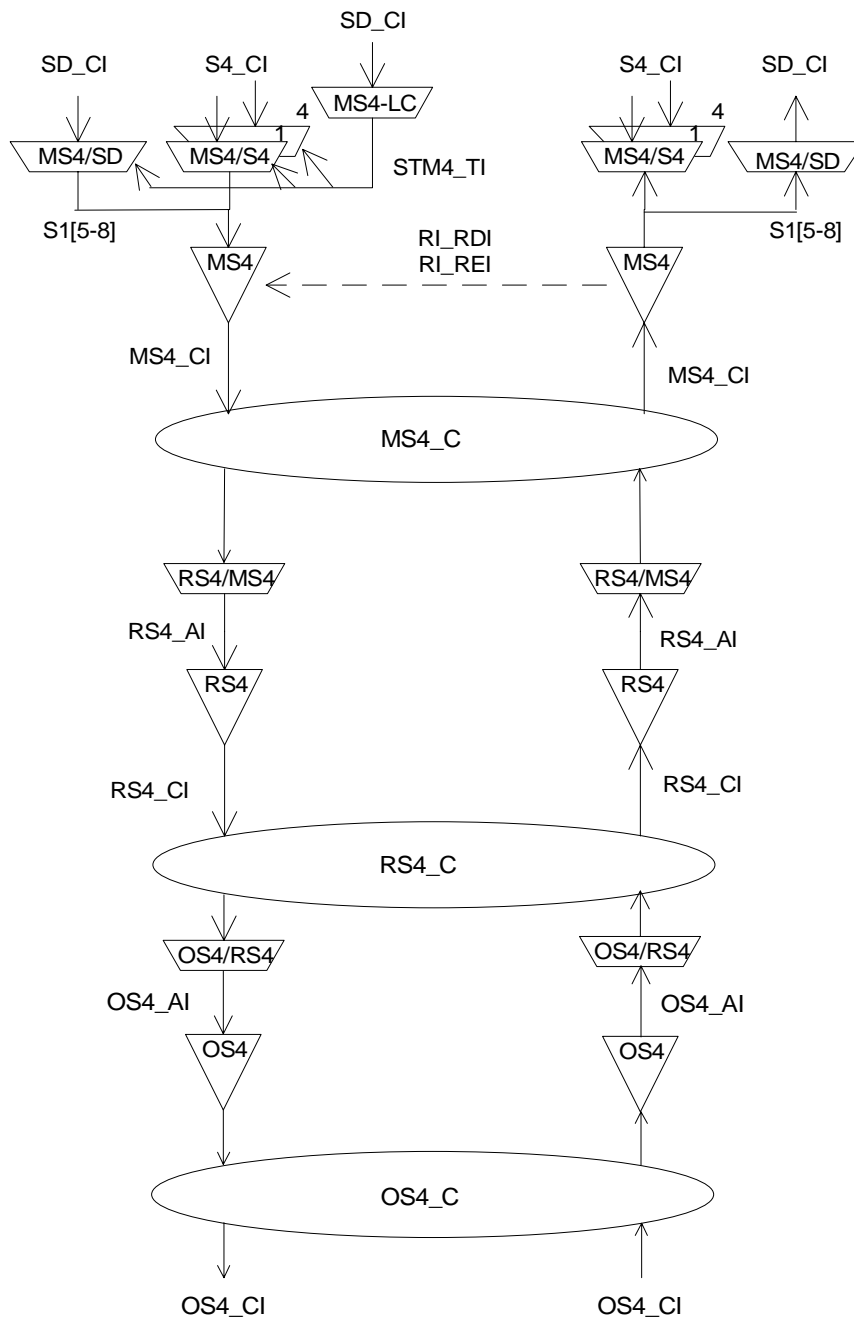 SD_CI
SD_CI
S4_CI
S4_CI
SD_CI
MS4-LC
4
1
4
1
MS4/SD
MS4/S4
STM4_TI
MS4/S4
MS4/SD
S1[5-8]
S1[5-8]
RI_RDI
RI_REI
MS4
MS4
MS4_CI
MS4_CI
MS4_C
RS4/MS4
RS4/MS4
RS4_AI
RS4_AI
RS4
RS4
RS4_CI
RS4_CI
RS4_C
OS4/RS4
OS4/RS4
OS4_AI
OS4_AI
OS4
OS4
OS4_C
OS4_CI
OS4_CI